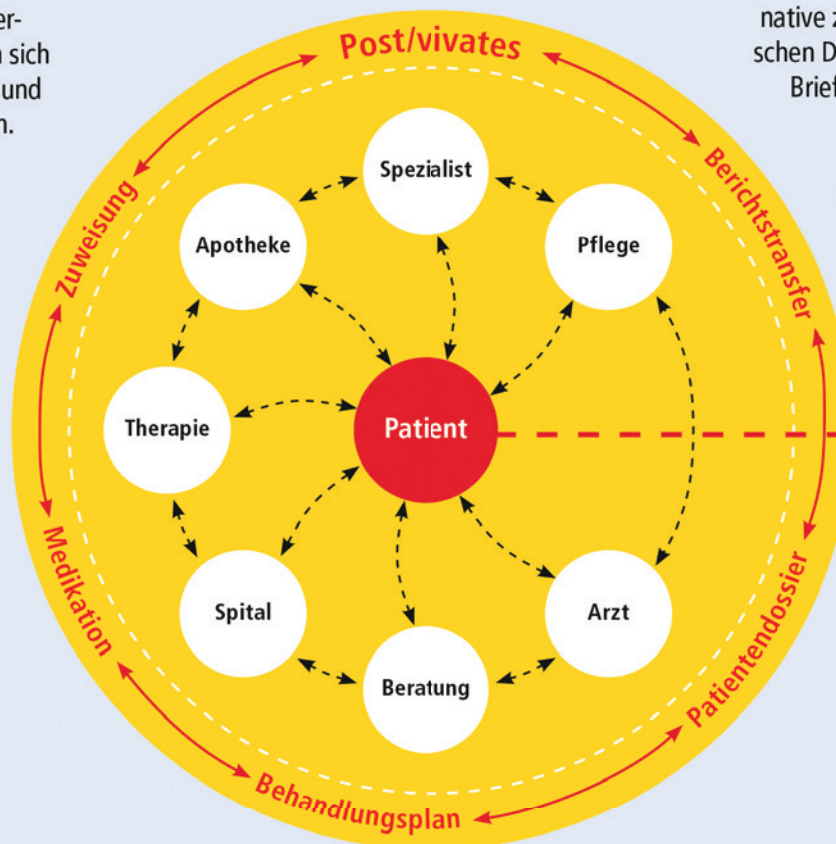 er-
sich
und
n.
native z
schen D
Brief
Post/vivates
Zuweisung
Berichtstransfer
Spezialist
Apotheke
Pflege
Therapie
Patient
Spital
Arzt
Beratung
Medikation
Patientendossier
Behandlungsplan